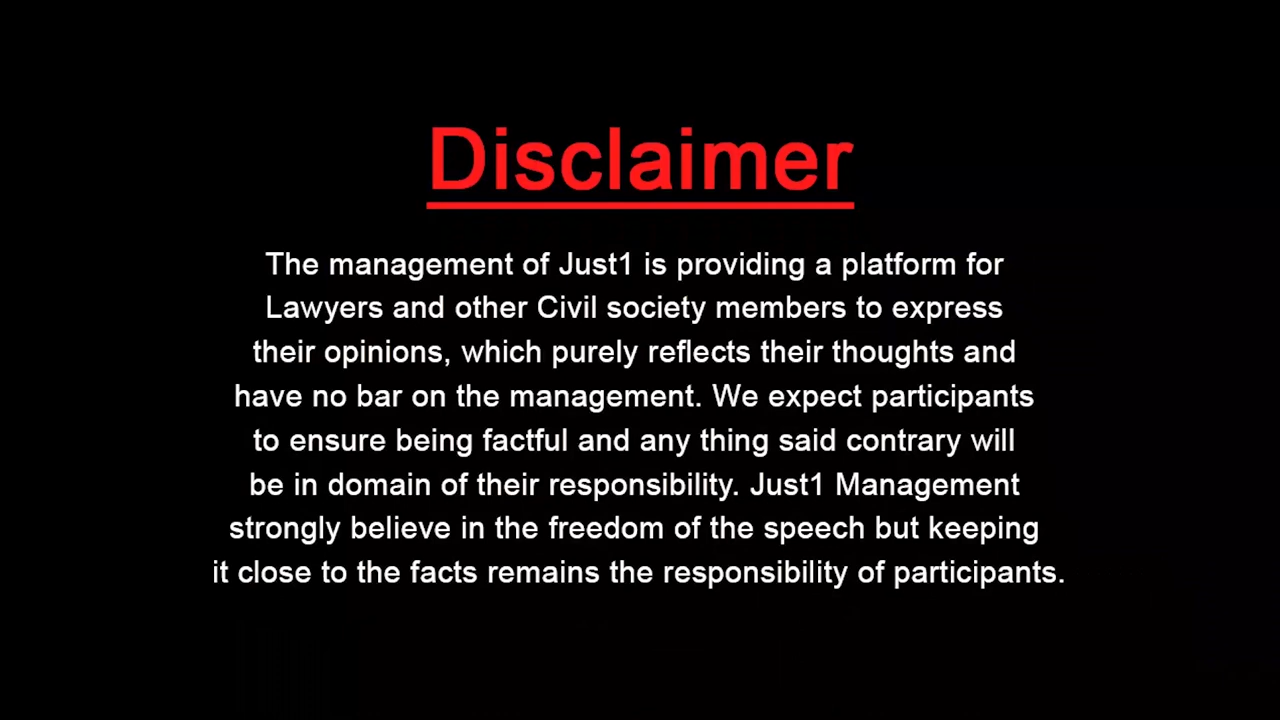 Disclaimer
The management of Just1 is providing a platform for
Lawyers and other Civil society members to express
their opinions, which purely reflects their thoughts and
have no bar on the management. We expect participants
to ensure being factful and any thing said contrary will
be in domain of their responsibility. Just1 Management
strongly believe in the freedom of the speech but keeping
it close to the facts remains the responsibility of participants.